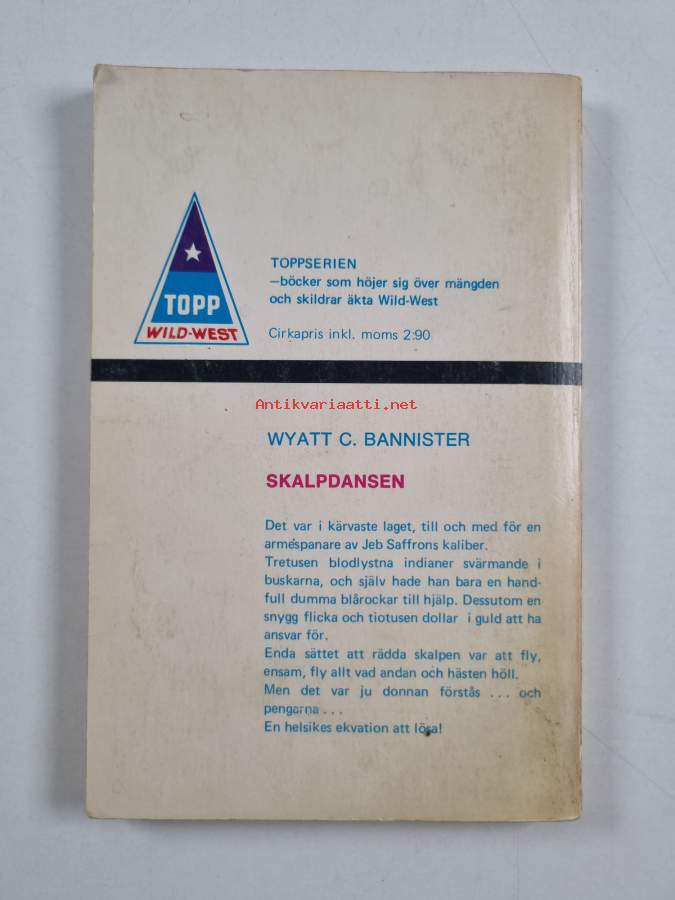 TOPP
WILD-WEST
TOPPSERIEN
—böcker som höjer sig över mängden
och skildrar äkta Wild-West
Cirkapris inkl. moms 2:90
Antikvariaatti.net
WYATT C. BANNISTER
SKALPDANSEN
Det var i kärvaste laget, till och med för en
armés̀panare av Jeb Saffrons kaliber.
Tretusen blodlystna indianer svärmande i
buskarna, och själv hade han bara en hand-
full dumma blårockar till hjälp. Dessutom en
snygg flicka och tiotusen dollar i guld att ha
ansvar för.
Enda sättet att rädda skalpen var att fly,
ensam, fly allt vad andan och hästen höll.
Men det var ju donnan förstås ... och
pengarna ...
En helsikes ekvation att lösa!